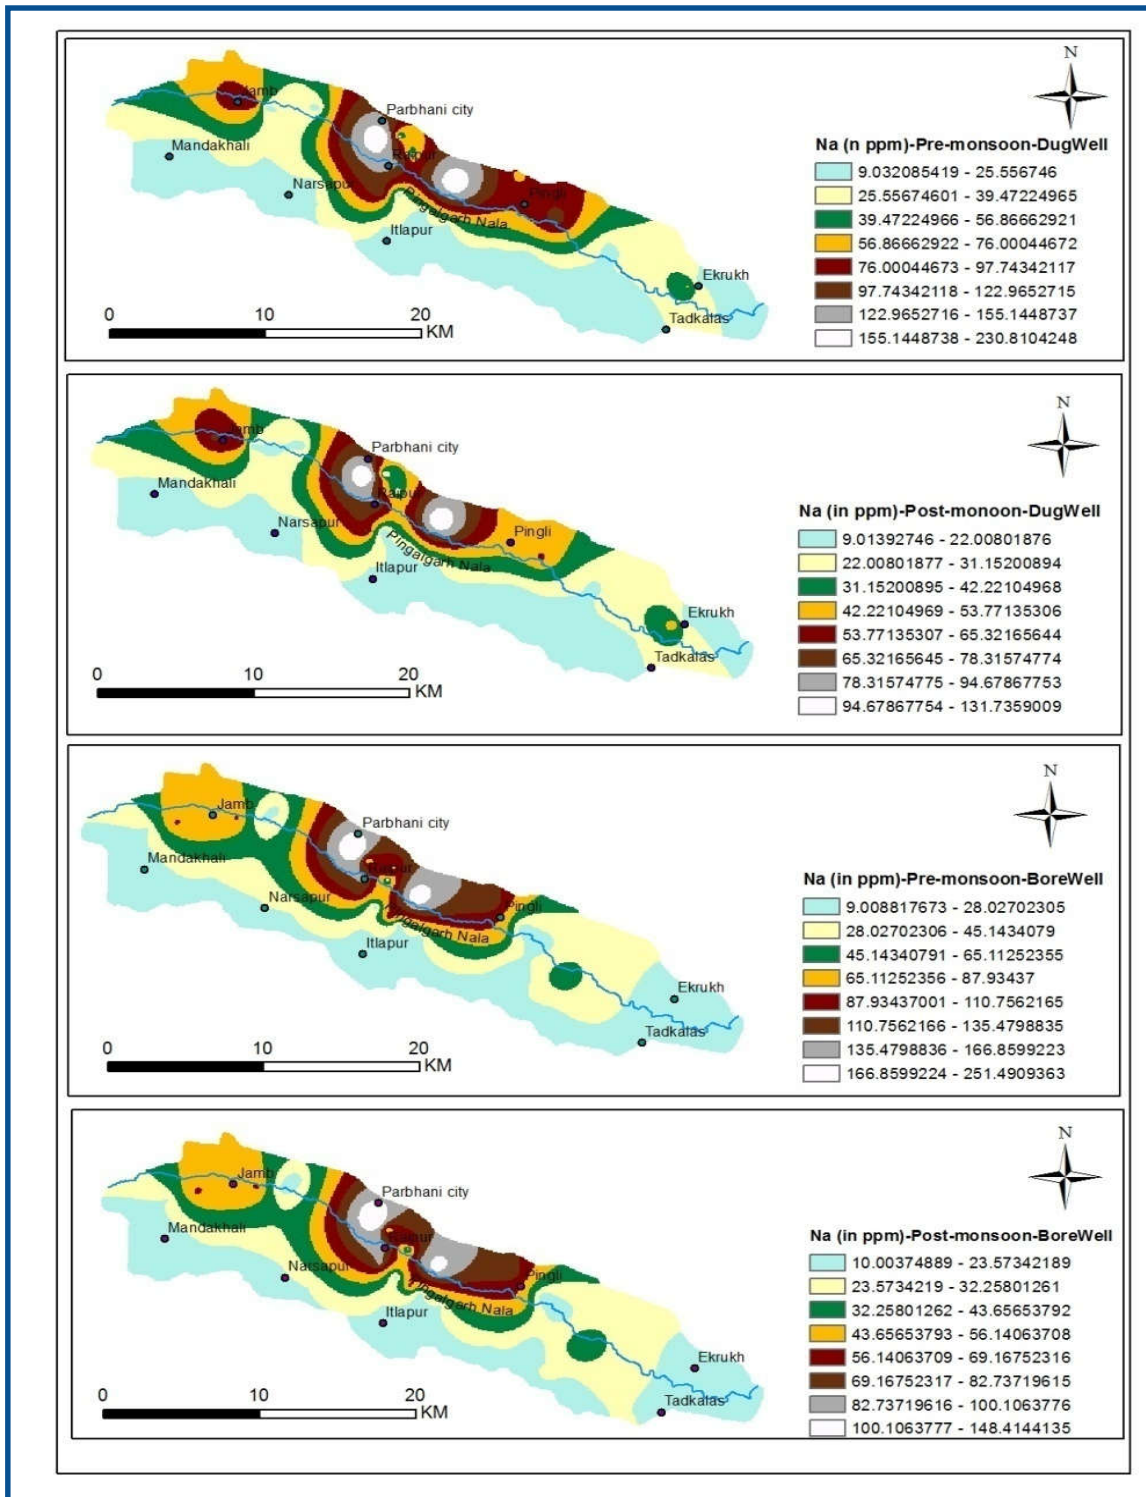 N
Jamb
Parbhani city
Mandakhali
Raipur
Narsapur
Pingli
Pingalgarh Nala
Itlapur
Ekrukh
Tadkalas
0 10 20
KM
Na (n ppm)-Pre-monsoon-DugWell
9.032085419 - 25.556746
25.55674601 - 39.47224965
39.47224966 - 56.86662921
56.86662922 - 76.00044672
76.00044673 - 97.74342117
97.74342118 - 122.9652715
122.9652716 - 155.1448737
155.1448738 - 230.8104248
N
Jamb
Parbhani city
Mandakhali
Raipur
Narsapur
Pingli
Pingalgarh Nala
Itlapur
Ekrukh
Tadkalas
0 10 20
KM
Na (in ppm)-Post-monoon-DugWell
9.01392746 - 22.00801876
22.00801877 - 31.15200894
31.15200895 - 42.22104968
42.22104969 - 53.77135306
53.77135307 - 65.32165644
65.32165645 - 78.31574774
78.31574775 - 94.67867753
94.67867754 - 131.7359009
N
Jamb
Parbhani city
Mandakhali
Raipur
Narsapur
Pingli
Pingalgarh Nala
Itlapur
Ekrukh
Tadkalas
0 10 20
KM
Na (in ppm)-Pre-monsoon-BoreWell
9.008817673 - 28.02702305
28.02702306 - 45.1434079
45.14340791 - 65.11252355
65.11252356 - 87.93437
87.93437001 - 110.7562165
110.7562166 - 135.4798835
135.4798836 - 166.8599223
166.8599224 - 251.4909363
N
Jamb
Parbhani city
Mandakhali
Raipur
Narsapur
Pingli
Pingalgarh Nala
Itlapur
Ekrukh
Tadkalas
0 10 20
KM
Na (in ppm)-Post-monsoon-BoreWell
10.00374889 - 23.57342189
23.5734219 - 32.25801261
32.25801262 - 43.65653792
43.65653793 - 56.14063708
56.14063709 - 69.16752316
69.16752317 - 82.73719615
82.73719616 - 100.1063776
100.1063777 - 148.4144135